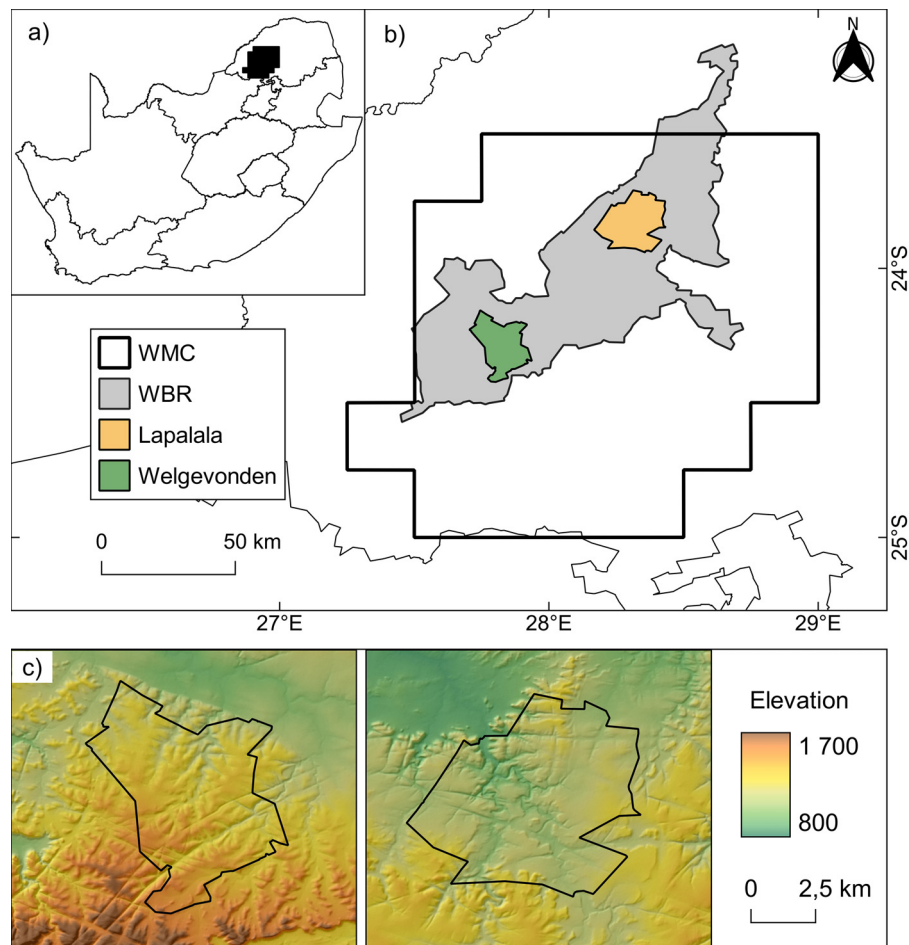 a)
b)
N
WMC
WBR
Lapalala
Welgevonden
0 50 km
24°S
25°S
27°E 28°E 29°E
c)
Elevation
1 700
800
0 2,5 km